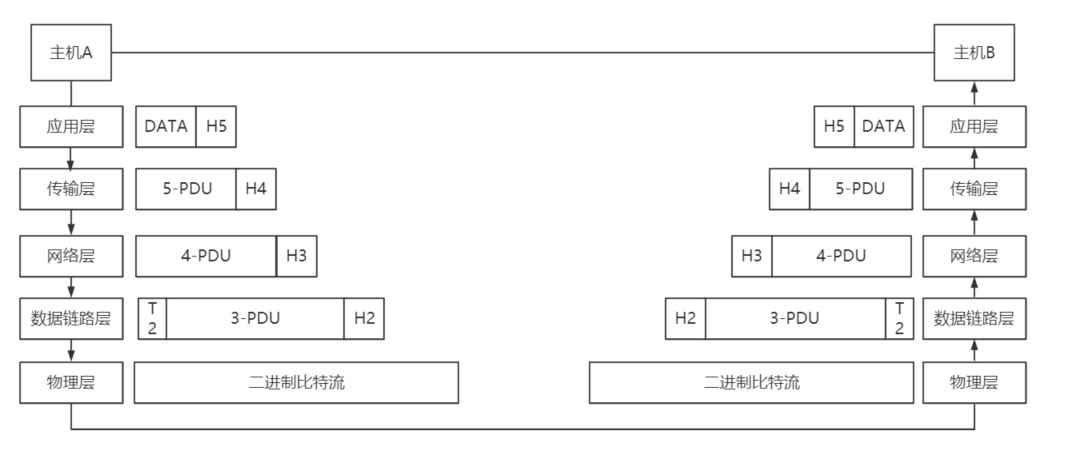 主机A 主机B
应用层 DATA H5 H5 DATA 应用层
传输层 5-PDU H4 H4 5-PDU 传输层
网络层 4-PDU H3 H3 4-PDU 网络层
数据链路层 T2 3-PDU H2 H2 3-PDU T2 数据链路层
物理层 二进制比特流 二进制比特流 物理层